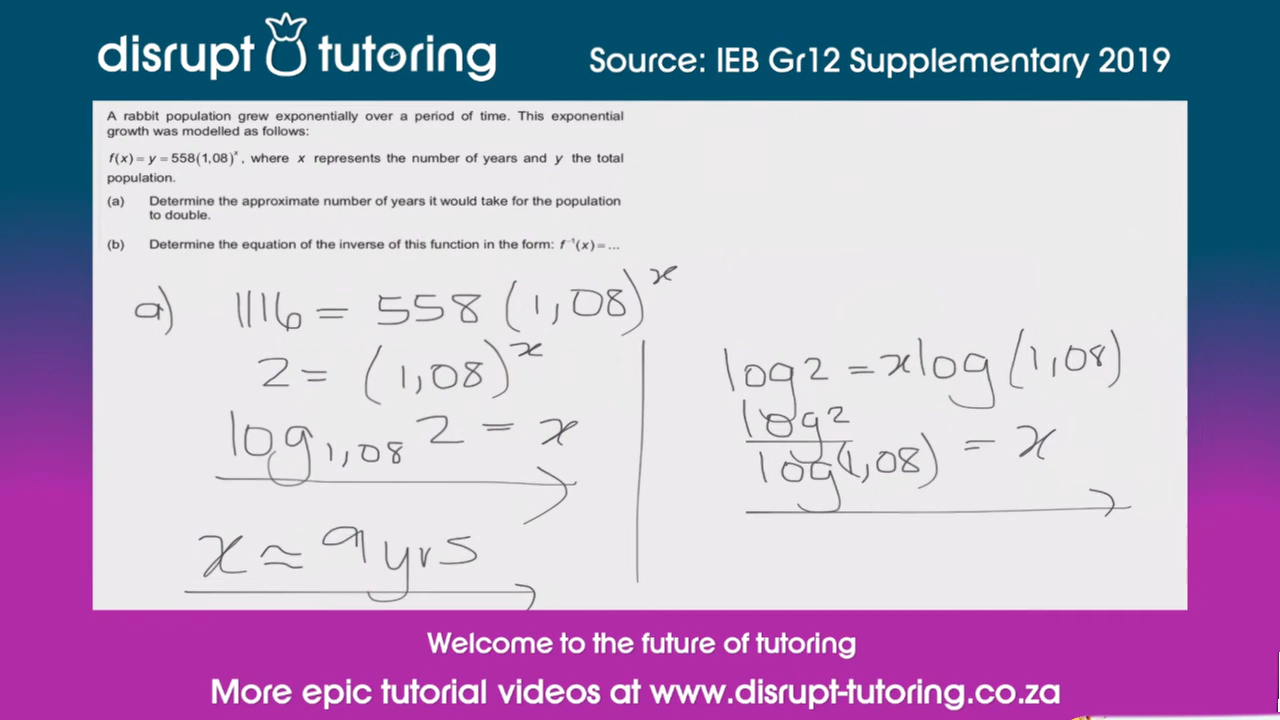 disrupt tutoring
Source: IEB Gr12 Supplementary 2019
A rabbit population grew exponentially over a period of time. This exponential
growth was modelled as follows:
f(x) = y = 558(1,08)^x, where x represents the number of years and y the total
population.
(a) Determine the approximate number of years it would take for the population
to double.
(b) Determine the equation of the inverse of this function in the form: f⁻¹(x) = ...
a) 1116 = 558 (1,08)^x
2 = (1,08)^x
log_1,08 2 = x
x ≈ 9 yrs
log 2 = x log (1,08)
log 2
log (1,08) = x
Welcome to the future of tutoring
More epic tutorial videos at www.disrupt-tutoring.co.za